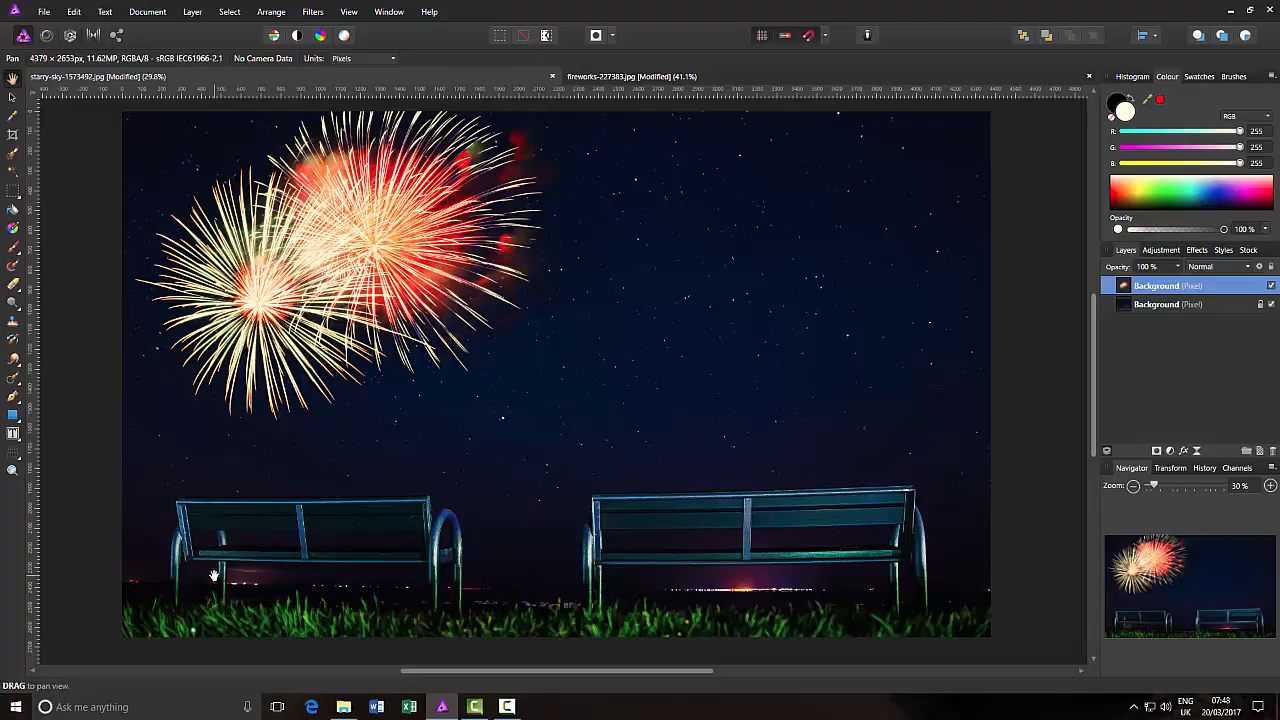 File Edit Text Document Layer Select Arrange Filters View Window Help
Pan 4379 × 2653px, 11.62MP, RGBA/8 - sRGB IEC61966-2.1 No Camera Data Units: Pixels
starry-sky-1573492.jpg [Modified] (29.8%)
fireworks-227383.jpg [Modified] (41.1%)
Histogram Colour Swatches Brushes
RGB
R: 255
G: 255
B: 255
Opacity
100 %
Layers Adjustment Effects Styles Stock
Opacity: 100 % Normal
Background (Pixel)
Background (Pixel)
Navigator Transform History Channels
Zoom: 30 %
DRAG to pan view.
Ask me anything
ENG
UK
07:48
20/03/2017